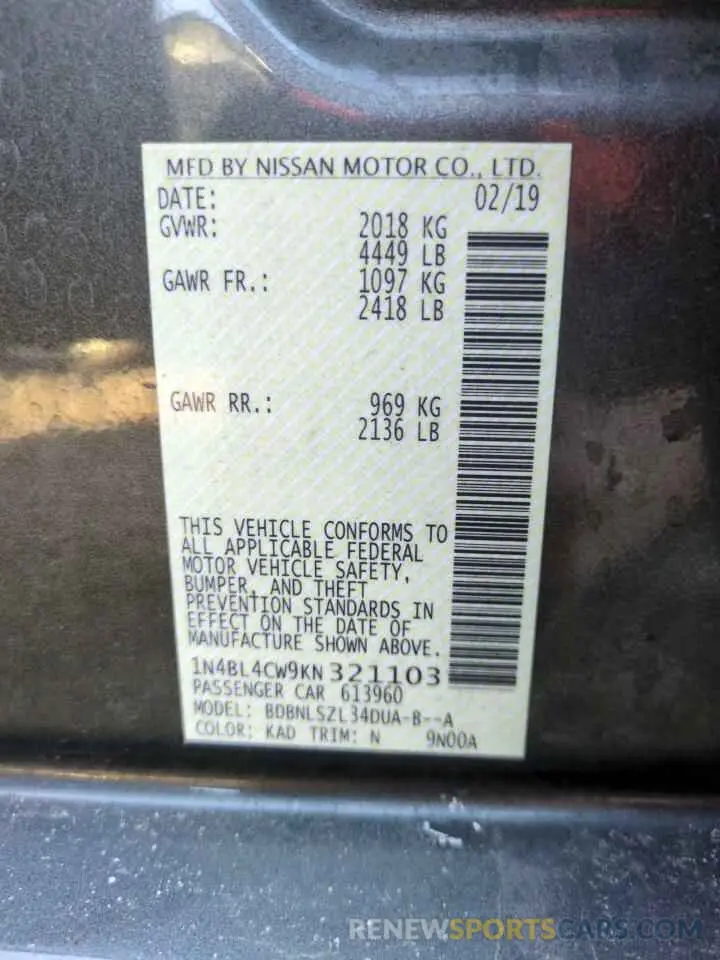 MFD BY NISSAN MOTOR CO., LTD.
DATE: 02/19
GVWR: 2018 KG
4449 LB
GAWR FR.: 1097 KG
2418 LB
GAWR RR.: 969 KG
2136 LB
THIS VEHICLE CONFORMS TO
ALL APPLICABLE FEDERAL
MOTOR VEHICLE SAFETY,
BUMPER, AND THEFT
PREVENTION STANDARDS IN
EFFECT ON THE DATE OF
MANUFACTURE SHOWN ABOVE.
1N4BL4CW9KN321103
PASSENGER CAR 613960
MODEL: BDBNLSZL34DUA-B--A
COLOR: KAD TRIM: N 9N00A
RENEWSPORTSCARS.COM